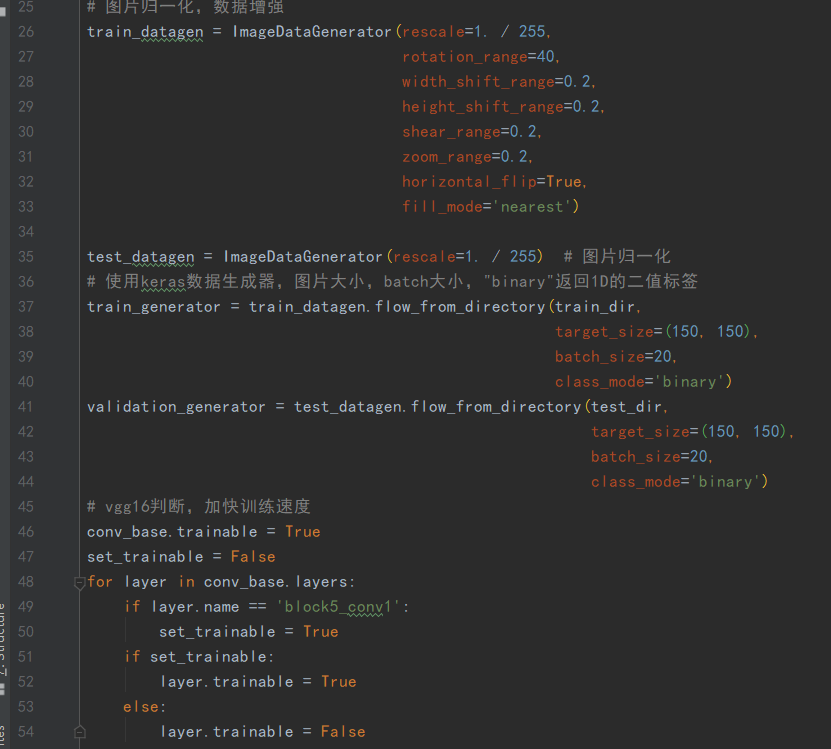 25 # 图片归一化，数据增强
26 train_datagen = ImageDataGenerator(rescale=1. / 255,
27 rotation_range=40,
28 width_shift_range=0.2,
29 height_shift_range=0.2,
30 shear_range=0.2,
31 zoom_range=0.2,
32 horizontal_flip=True,
33 fill_mode='nearest')
34
35 test_datagen = ImageDataGenerator(rescale=1. / 255)  # 图片归一化
36 # 使用keras数据生成器，图片大小，batch大小，"binary"返回1D的二值标签
37 train_generator = train_datagen.flow_from_directory(train_dir,
38 target_size=(150, 150),
39 batch_size=20,
40 class_mode='binary')
41 validation_generator = test_datagen.flow_from_directory(test_dir,
42 target_size=(150, 150),
43 batch_size=20,
44 class_mode='binary')
45 # vgg16判断，加快训练速度
46 conv_base.trainable = True
47 set_trainable = False
48 for layer in conv_base.layers:
49 if layer.name == 'block5_conv1':
50 set_trainable = True
51 if set_trainable:
52 layer.trainable = True
53 else:
54 layer.trainable = False